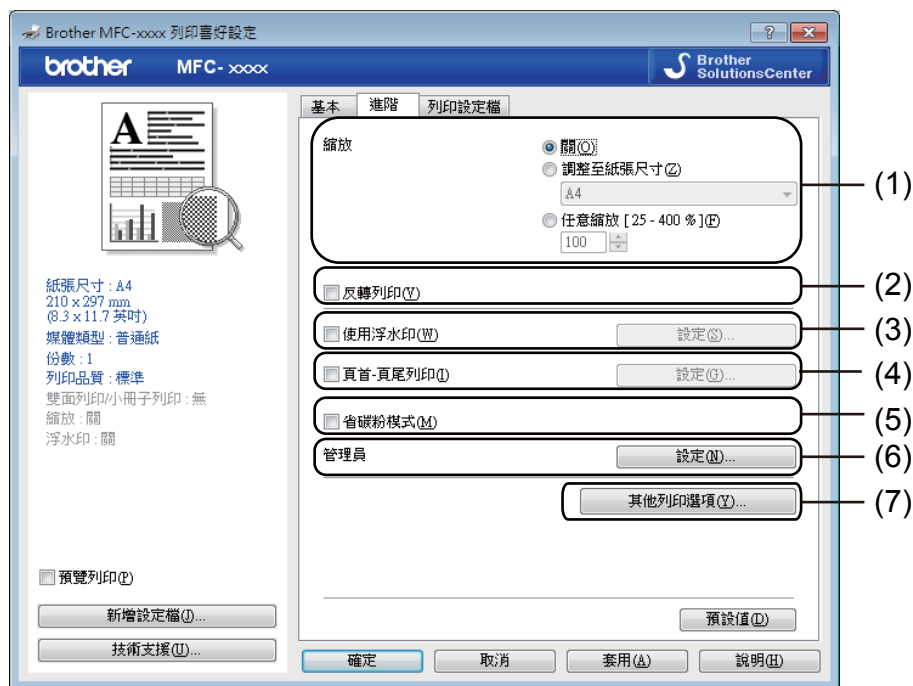 Brother MFC-xxxx 列印喜好設定
brother MFC- xxxx
Brother SolutionsCenter
A
紙張尺寸 : A4
210 x 297 mm
(8.3 x 11.7 英吋)
媒體類型 : 普通紙
份數 : 1
列印品質 : 標準
雙面列印/小冊子列印 : 無
縮放 : 關
浮水印 : 關
預覽列印(P)
新增設定檔(J)...
技術支援(U)...
基本 進階 列印設定檔
縮放
關(O)
調整至紙張尺寸(Z)
A4
任意縮放 [ 25 - 400 % ](F)
100
(1)
反轉列印(V)
(2)
使用浮水印(W) 設定(S)...
(3)
頁首-頁尾列印(I) 設定(G)...
(4)
省碳粉模式(M)
(5)
管理員 設定(N)...
(6)
其他列印選項(Y)...
(7)
預設值(D)
確定 取消 套用(A) 說明(H)